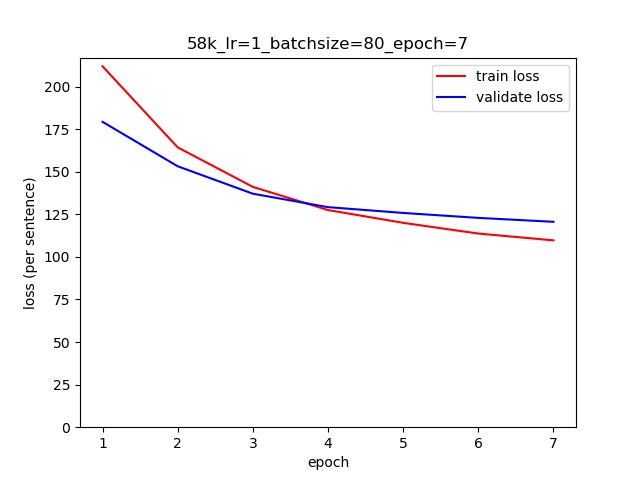 58k_lr=1_batchsize=80_epoch=7
train loss
validate loss
200
175
150
125
100
75
50
25
0
loss (per sentence)
1 2 3 4 5 6 7
epoch